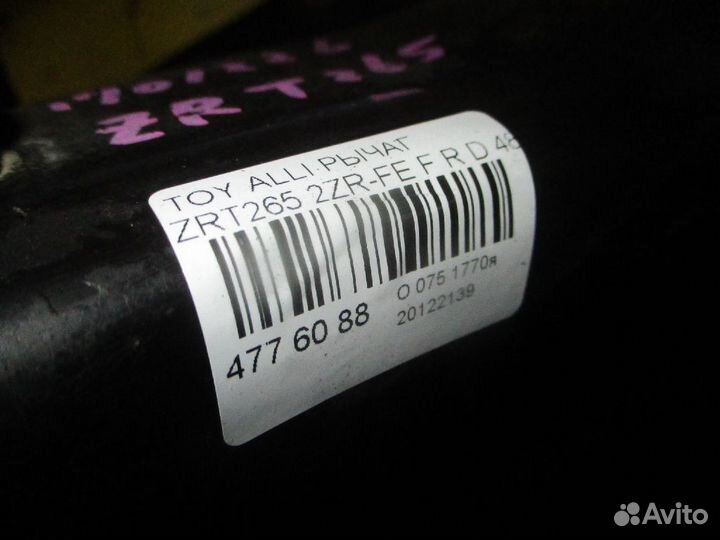 ZRT265
TOY ALLI РЫЧАГ
ZRT265 2ZR-FE F R D 48
477 60 88
O 075 1770я
20122139
Avito